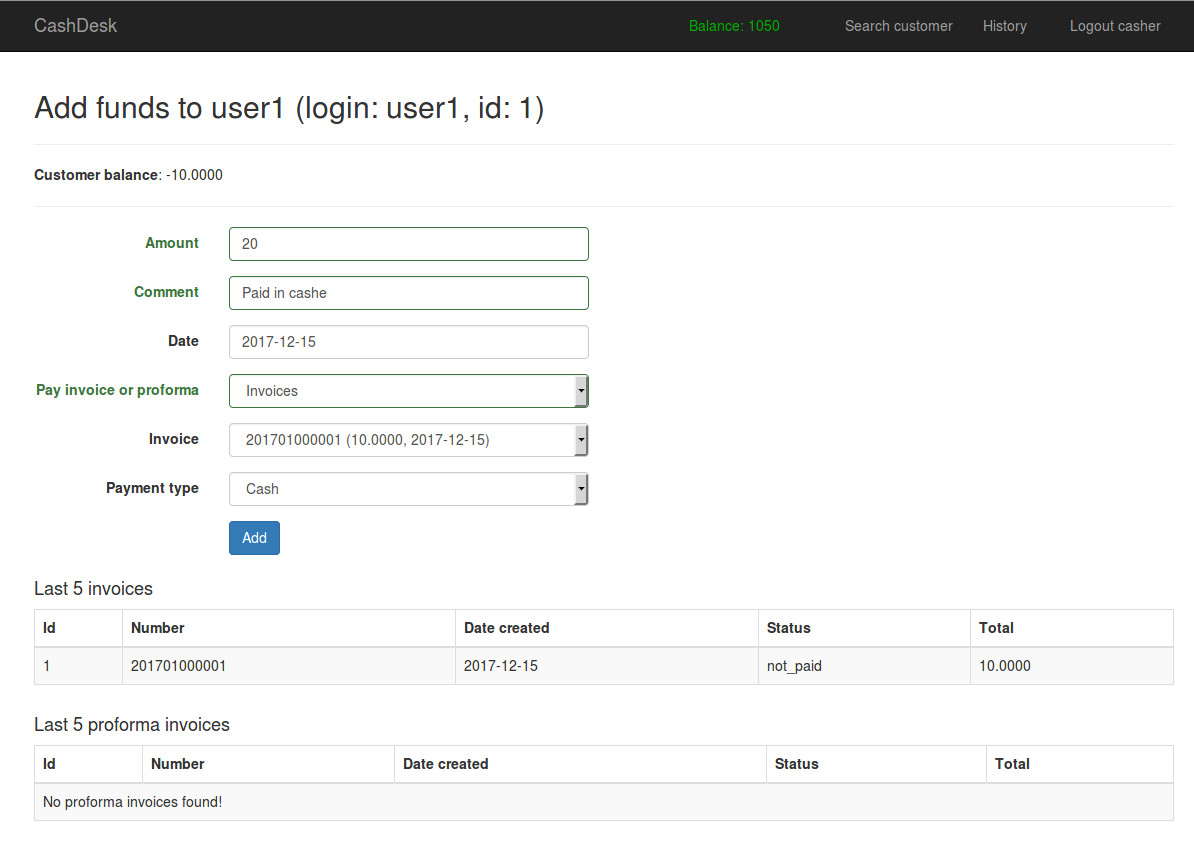 CashDesk Balance: 1050 Search customer History Logout casher
Add funds to user1 (login: user1, id: 1)
Customer balance: -10.0000
Amount 20
Comment Paid in cashe
Date 2017-12-15
Pay invoice or proforma Invoices
Invoice 201701000001 (10.0000, 2017-12-15)
Payment type Cash
Add
Last 5 invoices
Id Number Date created Status Total
1 201701000001 2017-12-15 not_paid 10.0000
Last 5 proforma invoices
Id Number Date created Status Total
No proforma invoices found!